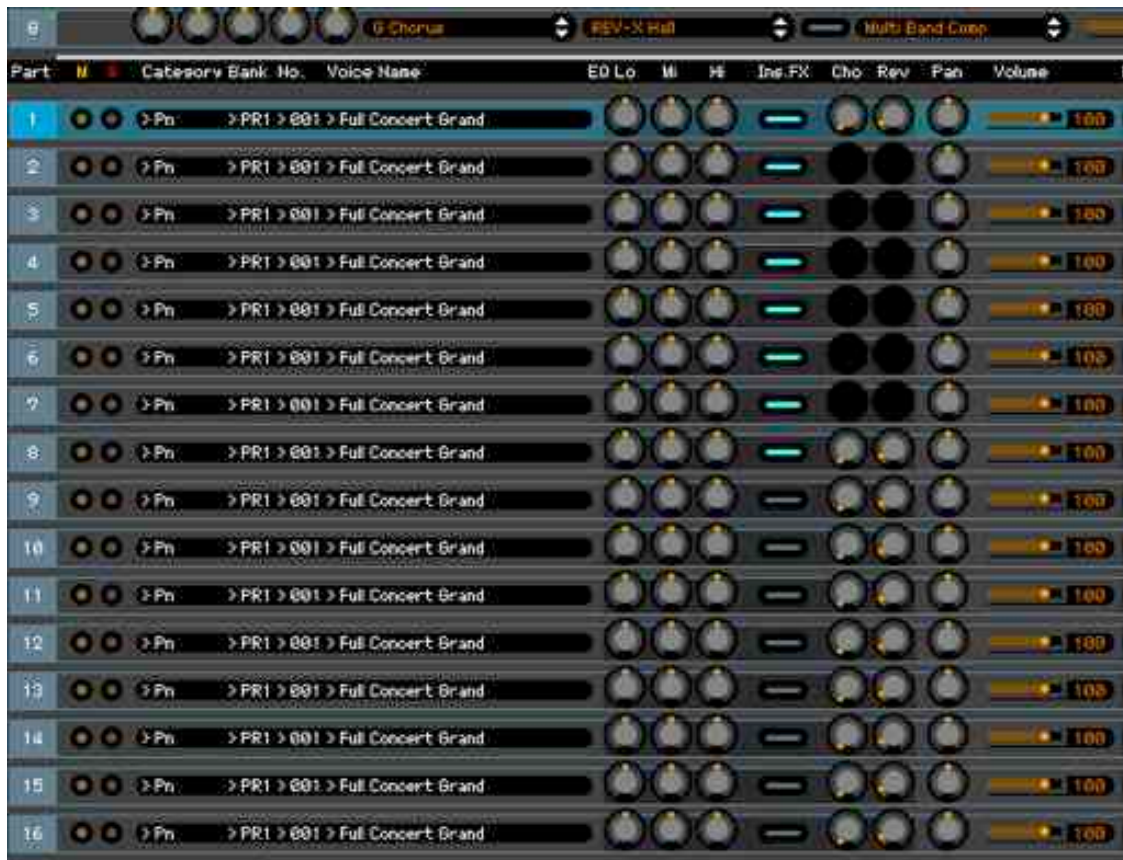 G Chorus REV-X Hall Multi Band Comp
Part M S Category Bank No. Voice Name EQ Lo Mi Hi Ins.FX Cho Rev Pan Volume
1 > Pn > PR1 > 001 > Full Concert Grand 100
2 > Pn > PR1 > 001 > Full Concert Grand 100
3 > Pn > PR1 > 001 > Full Concert Grand 100
4 > Pn > PR1 > 001 > Full Concert Grand 100
5 > Pn > PR1 > 001 > Full Concert Grand 100
6 > Pn > PR1 > 001 > Full Concert Grand 100
7 > Pn > PR1 > 001 > Full Concert Grand 100
8 > Pn > PR1 > 001 > Full Concert Grand 100
9 > Pn > PR1 > 001 > Full Concert Grand 100
10 > Pn > PR1 > 001 > Full Concert Grand 100
11 > Pn > PR1 > 001 > Full Concert Grand 100
12 > Pn > PR1 > 001 > Full Concert Grand 100
13 > Pn > PR1 > 001 > Full Concert Grand 100
14 > Pn > PR1 > 001 > Full Concert Grand 100
15 > Pn > PR1 > 001 > Full Concert Grand 100
16 > Pn > PR1 > 001 > Full Concert Grand 100